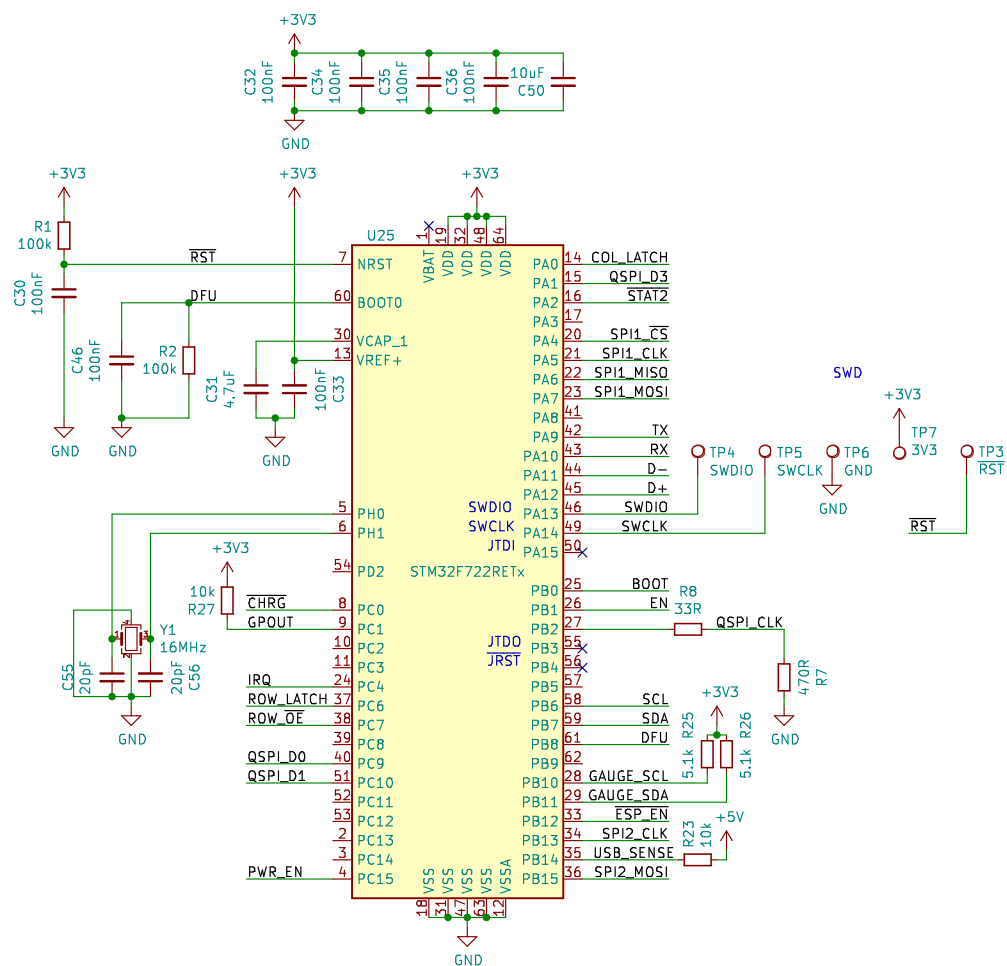 +3V3
C32
100nF
C34
100nF
C35
100nF
C36
100nF
10uF
C50
GND
+3V3
+3V3
+3V3
R1
100k
RST
C30
100nF
DFU
C46
100nF
R2
100k
C31
4.7uF
100nF
C33
GND
GND
GND
U25
STM32F722RETx
1
VBAT
19
VDD
32
VDD
48
VDD
64
VDD
7 NRST
60 BOOT0
30 VCAP_1
13 VREF+
5 PH0
6 PH1
54 PD2
8 PC0
9 PC1
10 PC2
11 PC3
24 PC4
37 PC6
38 PC7
39 PC8
40 PC9
51 PC10
52 PC11
53 PC12
2 PC13
3 PC14
4 PC15
SWDIO
SWCLK
JTDI
JTDO
JRST
PA0 14 COL_LATCH
PA1 15 QSPI_D3
PA2 16 STAT2
PA3 17
PA4 20 SPI1_CS
PA5 21 SPI1_CLK
PA6 22 SPI1_MISO
PA7 23 SPI1_MOSI
PA8 41
PA9 42 TX
PA10 43 RX
PA11 44 D-
PA12 45 D+
PA13 46 SWDIO
PA14 49 SWCLK
PA15 50
PB0 25 BOOT
PB1 26 EN
PB2 27
PB3 55
PB4 56
PB5 57
PB6 58 SCL
PB7 59 SDA
PB8 61 DFU
PB9 62
PB10 28 GAUGE_SCL
PB11 29 GAUGE_SDA
PB12 33 ESP_EN
PB13 34 SPI2_CLK
PB14 35 USB_SENSE
PB15 36 SPI2_MOSI
18
VSS
31
VSS
47
VSS
63
VSS
12
VSSA
GND
+3V3
10k
R27
CHRG
GPOUT
IRQ
ROW_LATCH
ROW_OE
QSPI_D0
QSPI_D1
PWR_EN
1
2
3
4
Y1
16MHz
C55
20pF
20pF
C56
GND
SWD
TP4
SWDIO
TP5
SWCLK
TP6
GND
GND
+3V3
TP7
3V3
TP3
RST
RST
R8
33R
QSPI_CLK
470R
R7
GND
+3V3
R25
5.1k
R26
5.1k
R23
10k
+5V